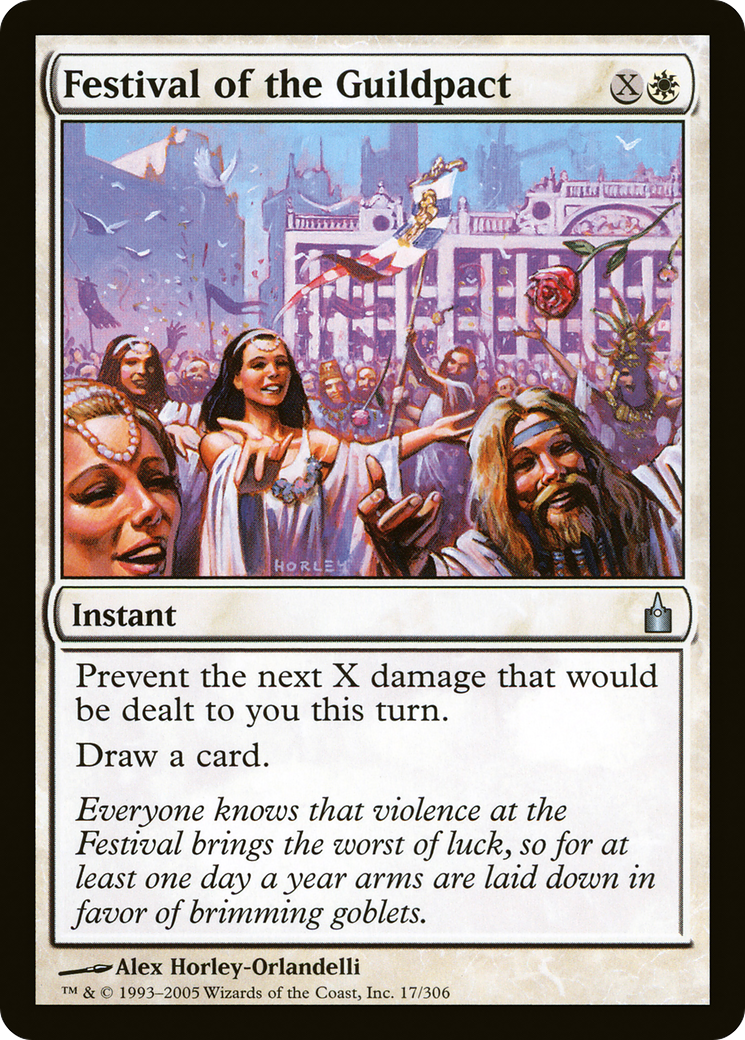 Festival of the Guildpact
X
HORLEY
Instant
Prevent the next X damage that would
be dealt to you this turn.
Draw a card.
Everyone knows that violence at the
Festival brings the worst of luck, so for at
least one day a year arms are laid down in
favor of brimming goblets.
Alex Horley-Orlandelli
™ & © 1993–2005 Wizards of the Coast, Inc. 17/306